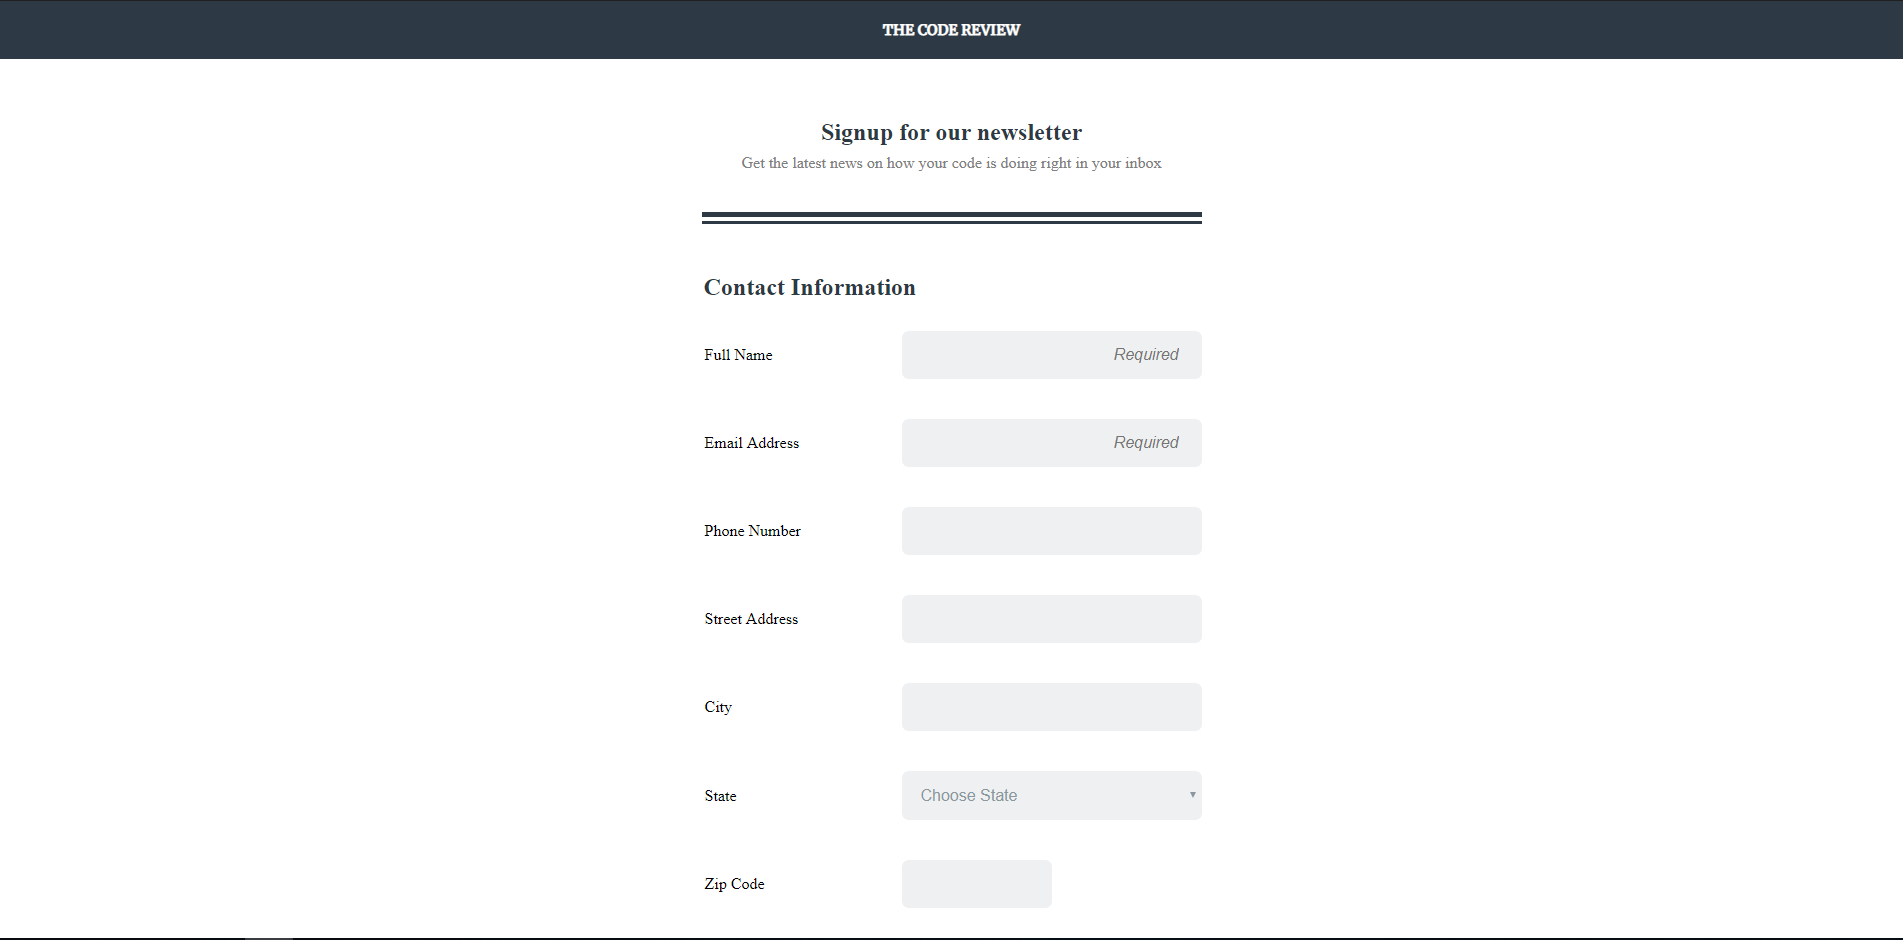 THE CODE REVIEW
Signup for our newsletter
Get the latest news on how your code is doing right in your inbox
Contact Information
Full Name Required
Email Address Required
Phone Number
Street Address
City
State Choose State
Zip Code